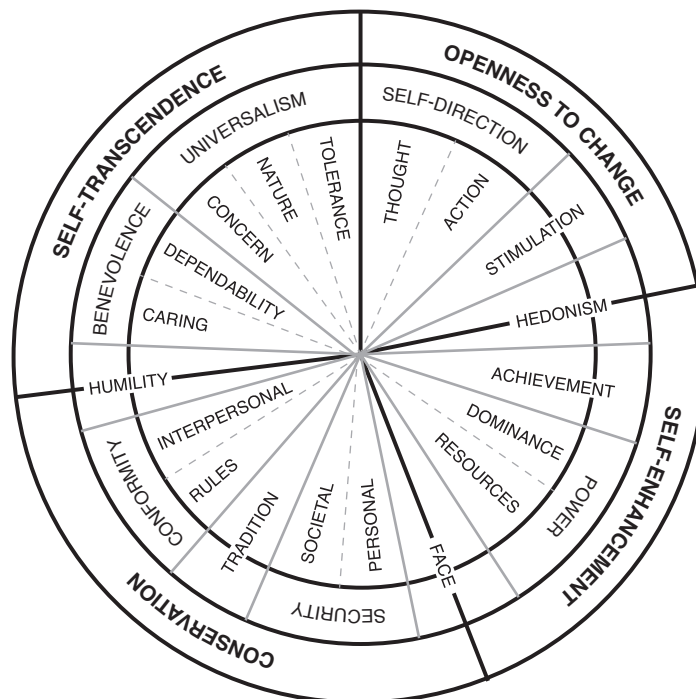 SELF-TRANSCENDENCE
OPENNESS TO CHANGE
SELF-ENHANCEMENT
CONSERVATION
UNIVERSALISM
SELF-DIRECTION
BENEVOLENCE
CONFORMITY
SECURITY
POWER
TOLERANCE
NATURE
CONCERN
DEPENDABILITY
CARING
HUMILITY
INTERPERSONAL
RULES
TRADITION
SOCIETAL
PERSONAL
FACE
RESOURCES
DOMINANCE
ACHIEVEMENT
HEDONISM
STIMULATION
ACTION
THOUGHT